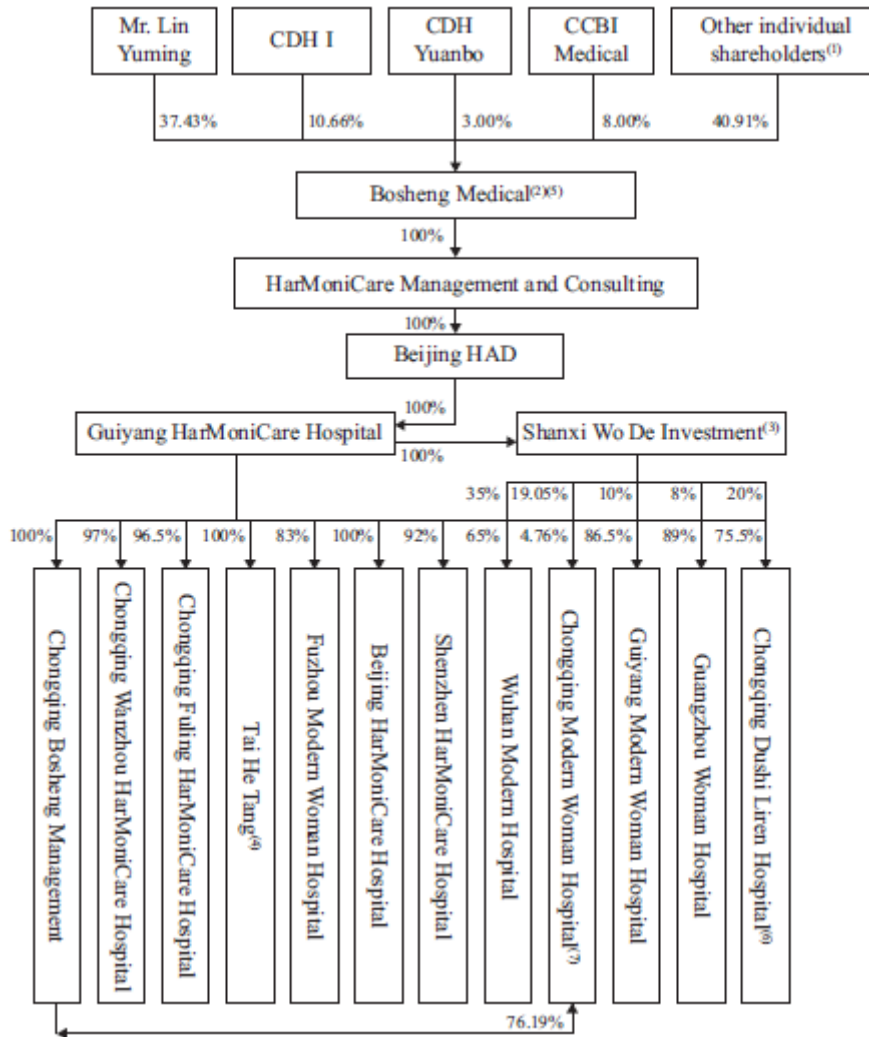 Mr. Lin
Yuming
CDH I
CDH
Yuanbo
CCBI
Medical
Other individual
shareholders(1)
37.43%
10.66%
3.00%
8.00%
40.91%
Bosheng Medical(2)(5)
100%
HarMoniCare Management and Consulting
100%
Beijing HAD
100%
Guiyang HarMoniCare Hospital
Shanxi Wo De Investment(3)
100%
35%
19.05%
10%
8%
20%
100%
97%
96.5%
100%
83%
100%
92%
65%
4.76%
86.5%
89%
75.5%
Chongqing Bosheng Management
Chongqing Wanzhou HarMoniCare Hospital
Chongqing Fuling HarMoniCare Hospital
Tai He Tang(4)
Fuzhou Modern Woman Hospital
Beijing HarMoniCare Hospital
Shenzhen HarMoniCare Hospital
Wuhan Modern Hospital
Chongqing Modern Woman Hospital(7)
Guiyang Modern Woman Hospital
Guangzhou Woman Hospital
Chongqing Dushi Liren Hospital(6)
76.19%